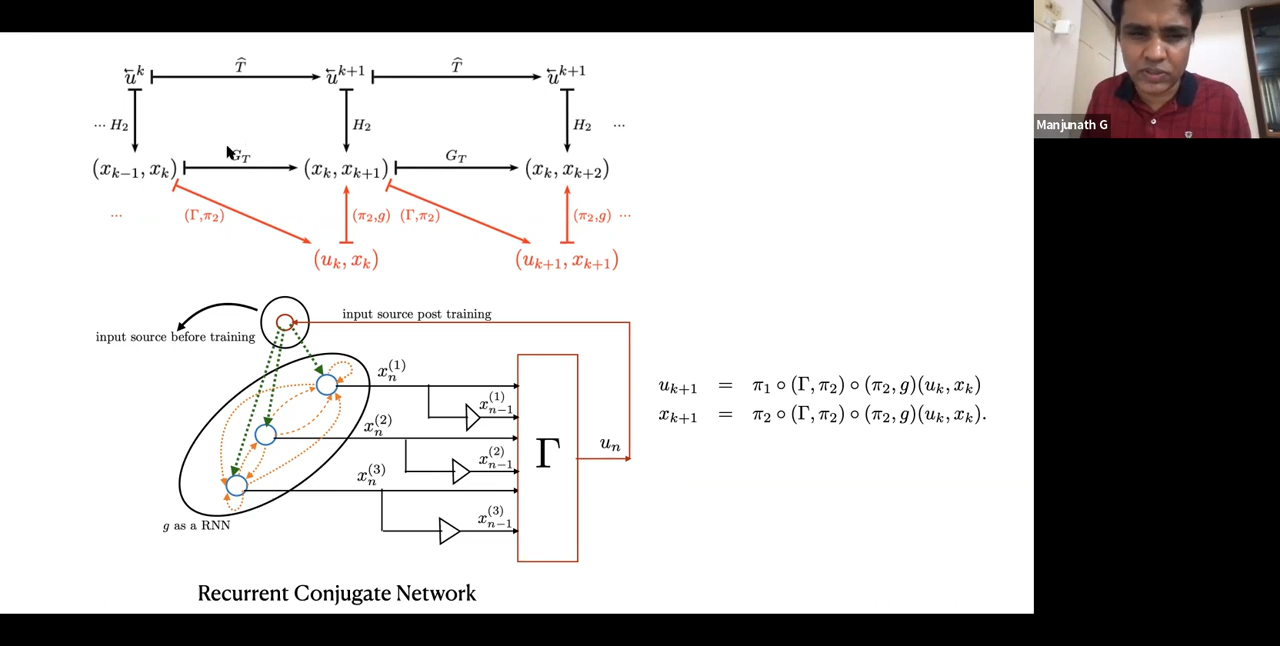 u̅⃖^k T̂ u̅⃖^{k+1} T̂ u̅⃖^{k+1}
··· H₂ H₂ H₂ ···
(x_{k-1}, x_k) G_T (x_k, x_{k+1}) G_T (x_k, x_{k+2})
··· (Γ,π₂) (π₂,g) (Γ,π₂) (π₂,g) ···
(u_k, x_k) (u_{k+1}, x_{k+1})
input source post training
input source before training
x_n^{(1)}
x_{n-1}^{(1)}
x_n^{(2)}
x_{n-1}^{(2)}
x_n^{(3)}
x_{n-1}^{(3)}
Γ
u_n
g as a RNN
u_{k+1} = π₁ ∘ (Γ, π₂) ∘ (π₂, g)(u_k, x_k)
x_{k+1} = π₂ ∘ (Γ, π₂) ∘ (π₂, g)(u_k, x_k).
Recurrent Conjugate Network
Manjunath G